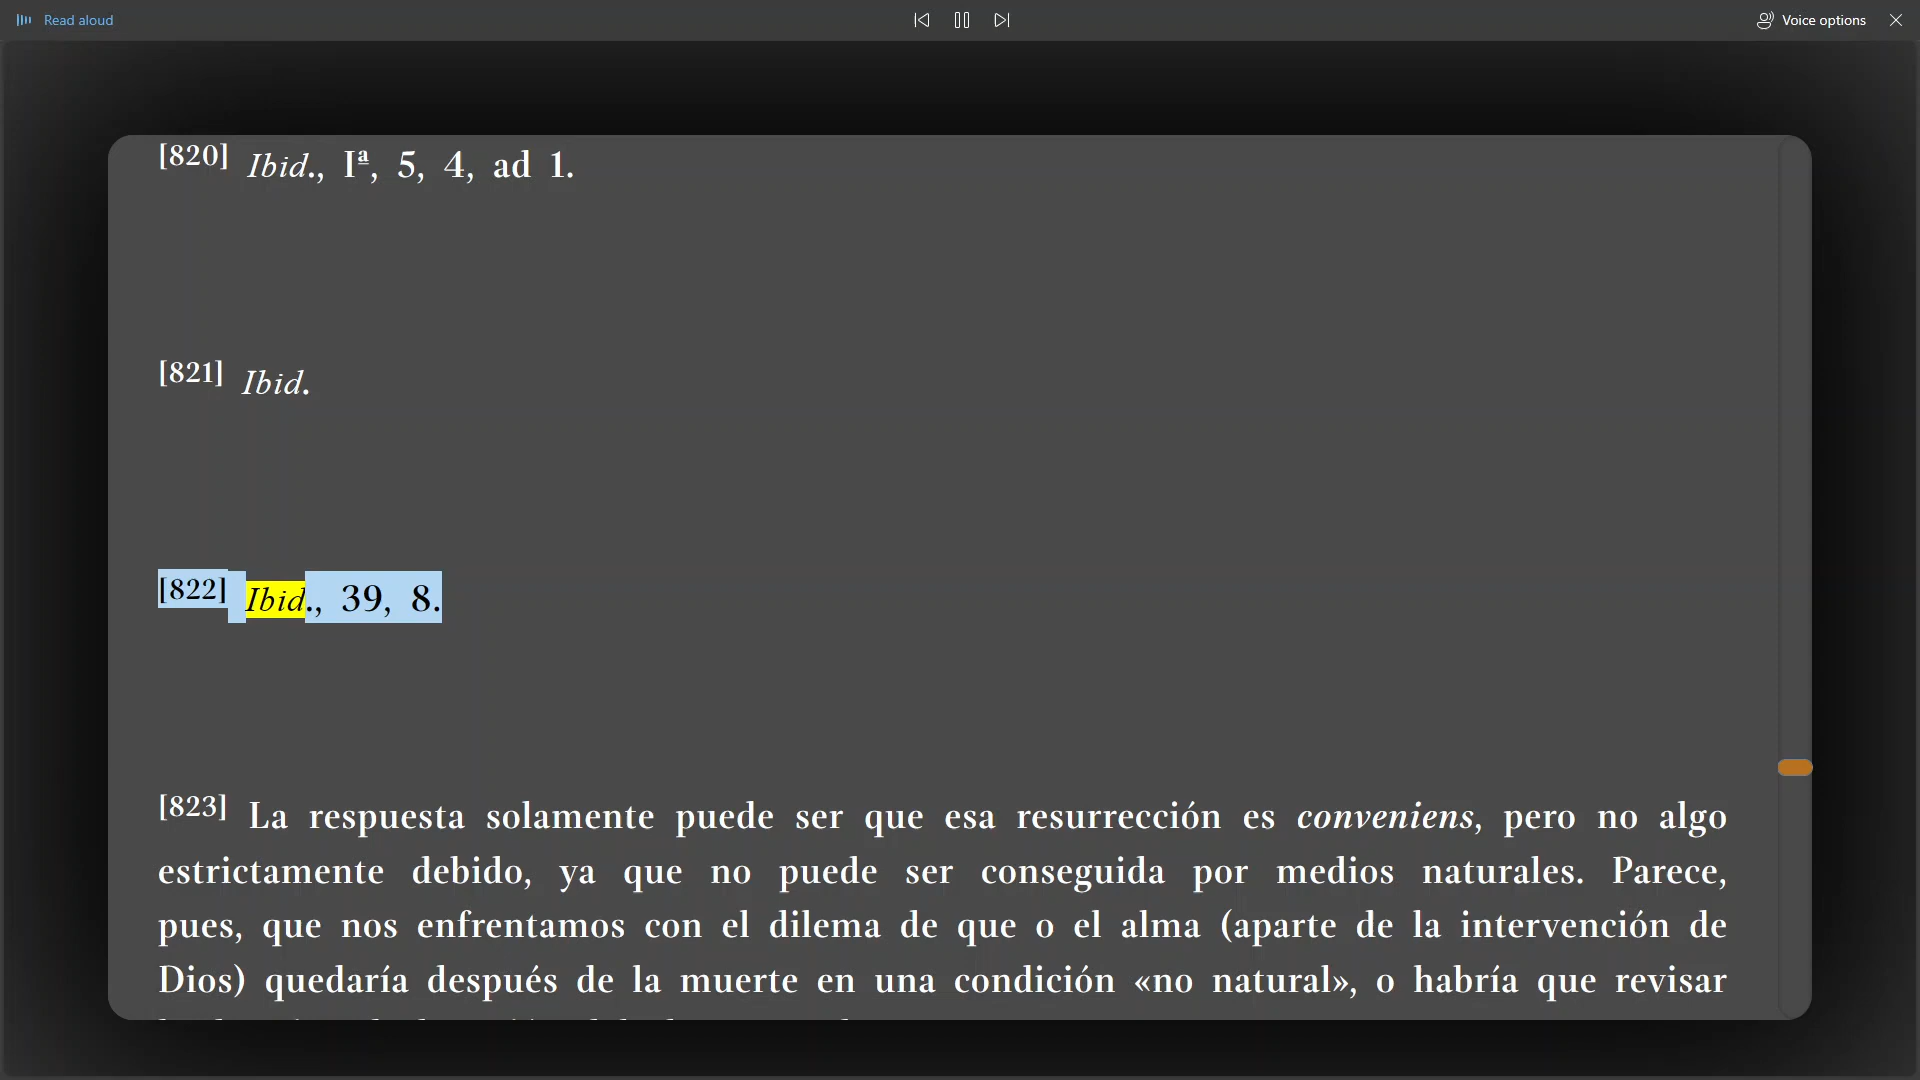 Read aloud
Voice options
[820] Ibid., Iª, 5, 4, ad 1.
[821] Ibid.
[822] Ibid., 39, 8.
[823] La respuesta solamente puede ser que esa resurrección es conveniens, pero no algo
estrictamente debido, ya que no puede ser conseguida por medios naturales. Parece,
pues, que nos enfrentamos con el dilema de que o el alma (aparte de la intervención de
Dios) quedaría después de la muerte en una condición «no natural», o habría que revisar